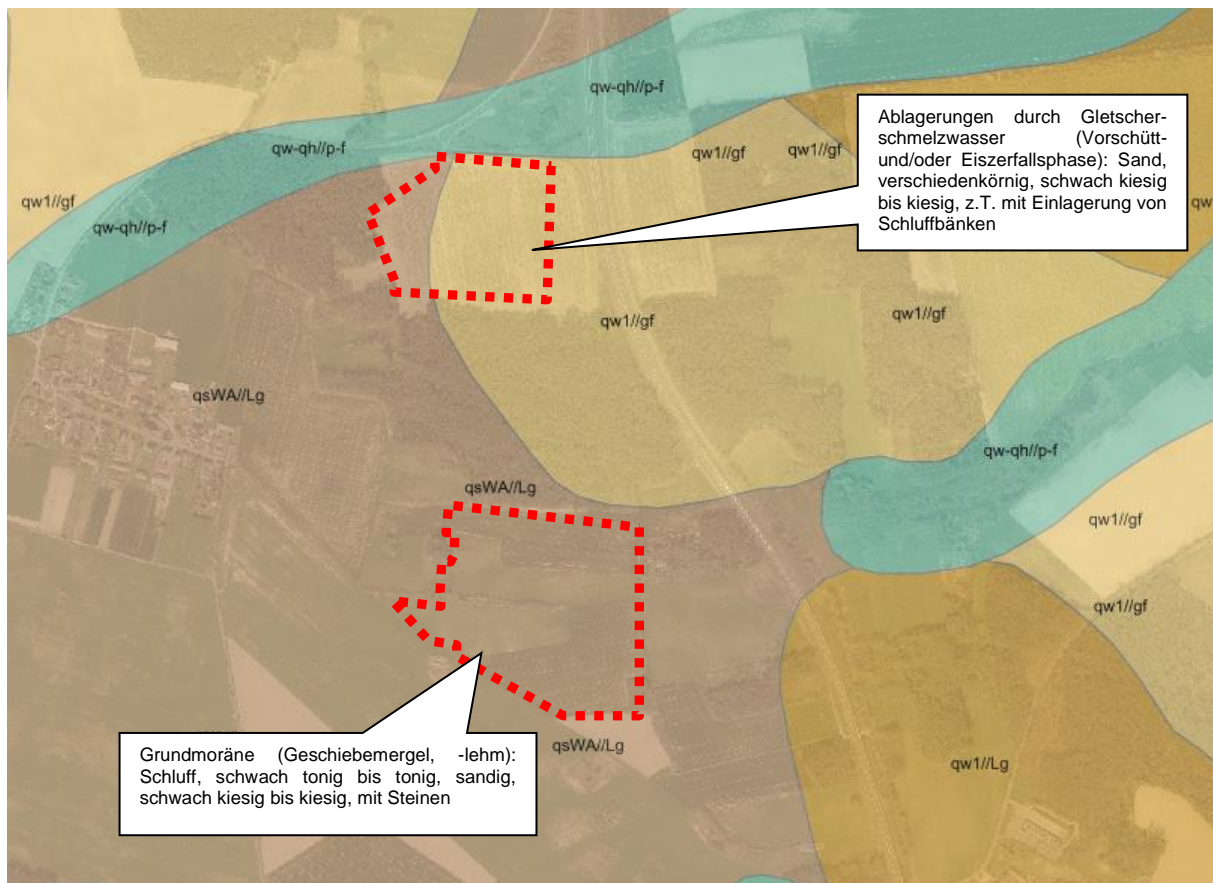 qw-qh//p-f
Ablagerungen durch Gletscher-
schmelzwasser (Vorschütt-
und/oder Eiszerfallsphase): Sand,
verschiedenkörnig, schwach kiesig
bis kiesig, z.T. mit Einlagerung von
Schluffbänken
qw-qh//p-f
qw1//gf
qw1//gf
qw1//gf
qw1//gf
qw-qh//p-f
qw1//gf
qw1//gf
qsWA//Lg
qw-qh//p-f
qsWA//Lg
qw1//gf
qw1//gf
Grundmoräne (Geschiebemergel, -lehm):
Schluff, schwach tonig bis tonig, sandig,
schwach kiesig bis kiesig, mit Steinen
qsWA//Lg
qw1//Lg